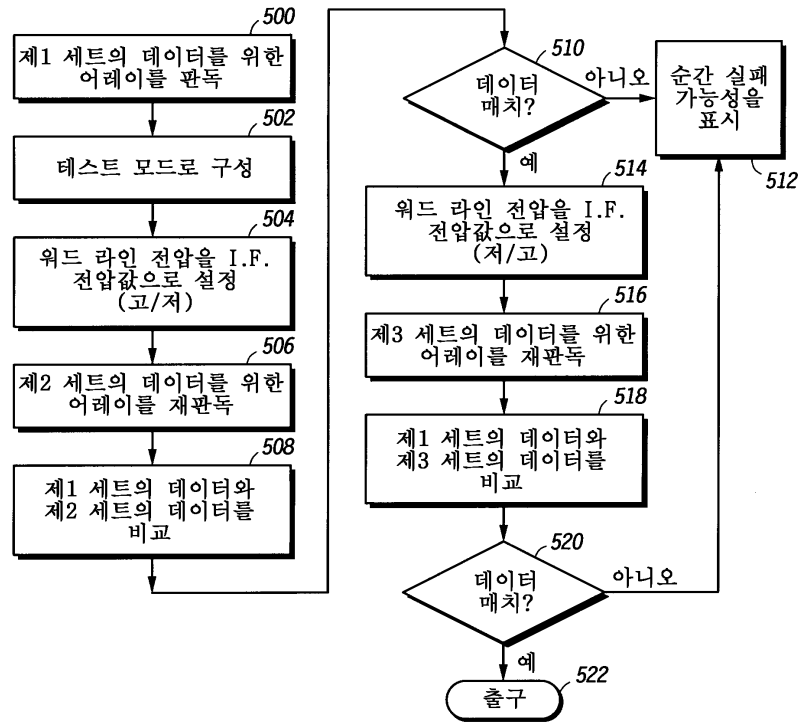 500
제1 세트의 데이터를 위한
어레이를 판독
502
테스트 모드로 구성
504
워드 라인 전압을 I.F.
전압값으로 설정
(고/저)
506
제2 세트의 데이터를 위한
어레이를 재판독
508
제1 세트의 데이터와
제2 세트의 데이터를
비교
510
데이터
매치?
아니오
예
순간 실패
가능성을
표시
512
514
워드 라인 전압을 I.F.
전압값으로 설정
(저/고)
516
제3 세트의 데이터를 위한
어레이를 재판독
518
제1 세트의 데이터와
제3 세트의 데이터를
비교
520
데이터
매치?
아니오
예
522
출구